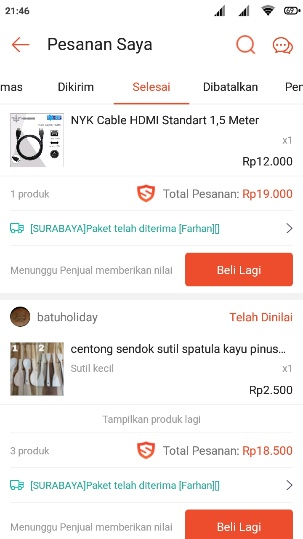 21:46
Pesanan Saya
mas Dikirim Selesai Dibatalkan Pen
NYK Cable HDMI Standart 1,5 Meter
x1
Rp12.000
1 produk
Total Pesanan: Rp19.000
[SURABAYA]Paket telah diterima [Farhan][]
Menunggu Penjual memberikan nilai
Beli Lagi
batuholiday
Telah Dinilai
1 2
centong sendok sutil spatula kayu pinus...
Sutil kecil
x1
Rp2.500
Tampilkan produk lagi
3 produk
Total Pesanan: Rp18.500
[SURABAYA]Paket telah diterima [Farhan][]
Menunggu Penjual memberikan nilai
Beli Lagi